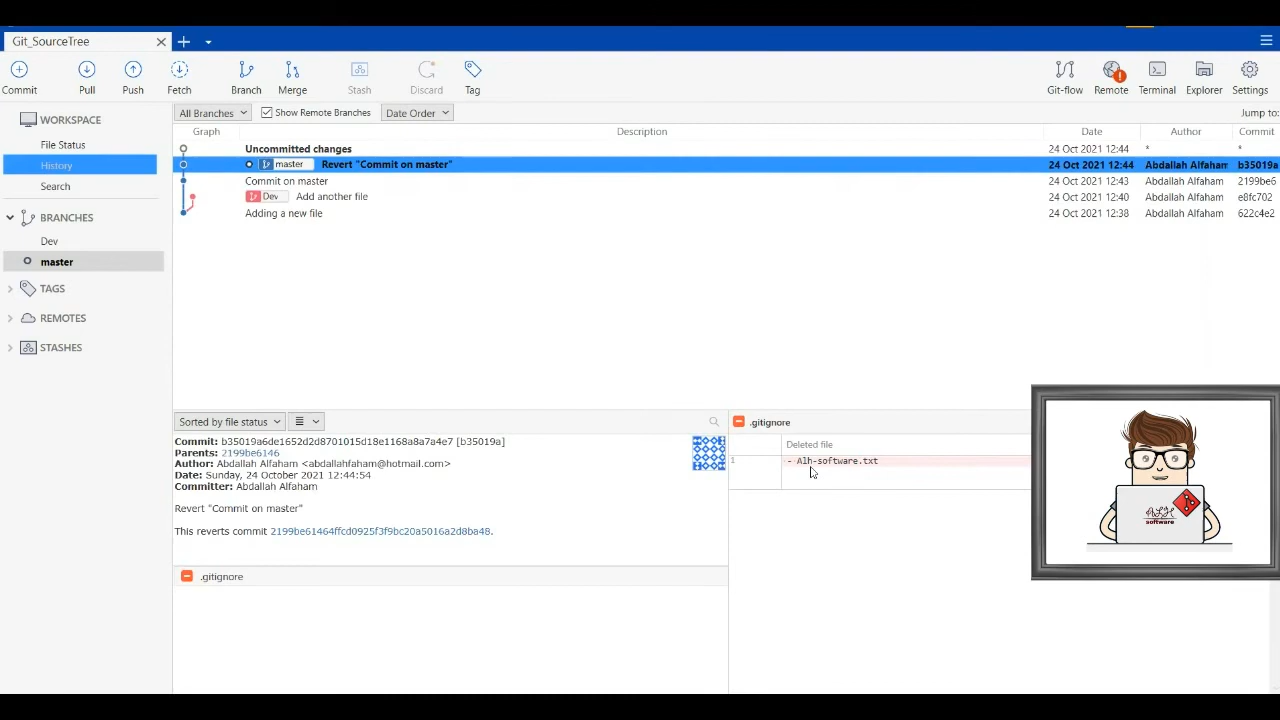 Git_SourceTree
Commit Pull Push Fetch Branch Merge Stash Discard Tag Git-flow Remote Terminal Explorer Settings
WORKSPACE
File Status
History
Search
BRANCHES
Dev
master
TAGS
REMOTES
STASHES
All Branches Show Remote Branches Date Order Jump to:
Graph Description Date Author Commit
Uncommitted changes 24 Oct 2021 12:44 * *
master Revert "Commit on master" 24 Oct 2021 12:44 Abdallah Alfaham b35019a
Commit on master 24 Oct 2021 12:43 Abdallah Alfaham 2199be6
Dev Add another file 24 Oct 2021 12:40 Abdallah Alfaham e8fc702
Adding a new file 24 Oct 2021 12:38 Abdallah Alfaham 622c4e2
Sorted by file status
Commit: b35019a6de1652d2d8701015d18e1168a8a7a4e7 [b35019a]
Parents: 2199be6146
Author: Abdallah Alfaham <abdallahfaham@hotmail.com>
Date: Sunday, 24 October 2021 12:44:54
Committer: Abdallah Alfaham
Revert "Commit on master"
This reverts commit 2199be61464ffcd0925f3f9bc20a5016a2d8ba48.
.gitignore
.gitignore
Deleted file
1 - Alh-software.txt
ALH
software